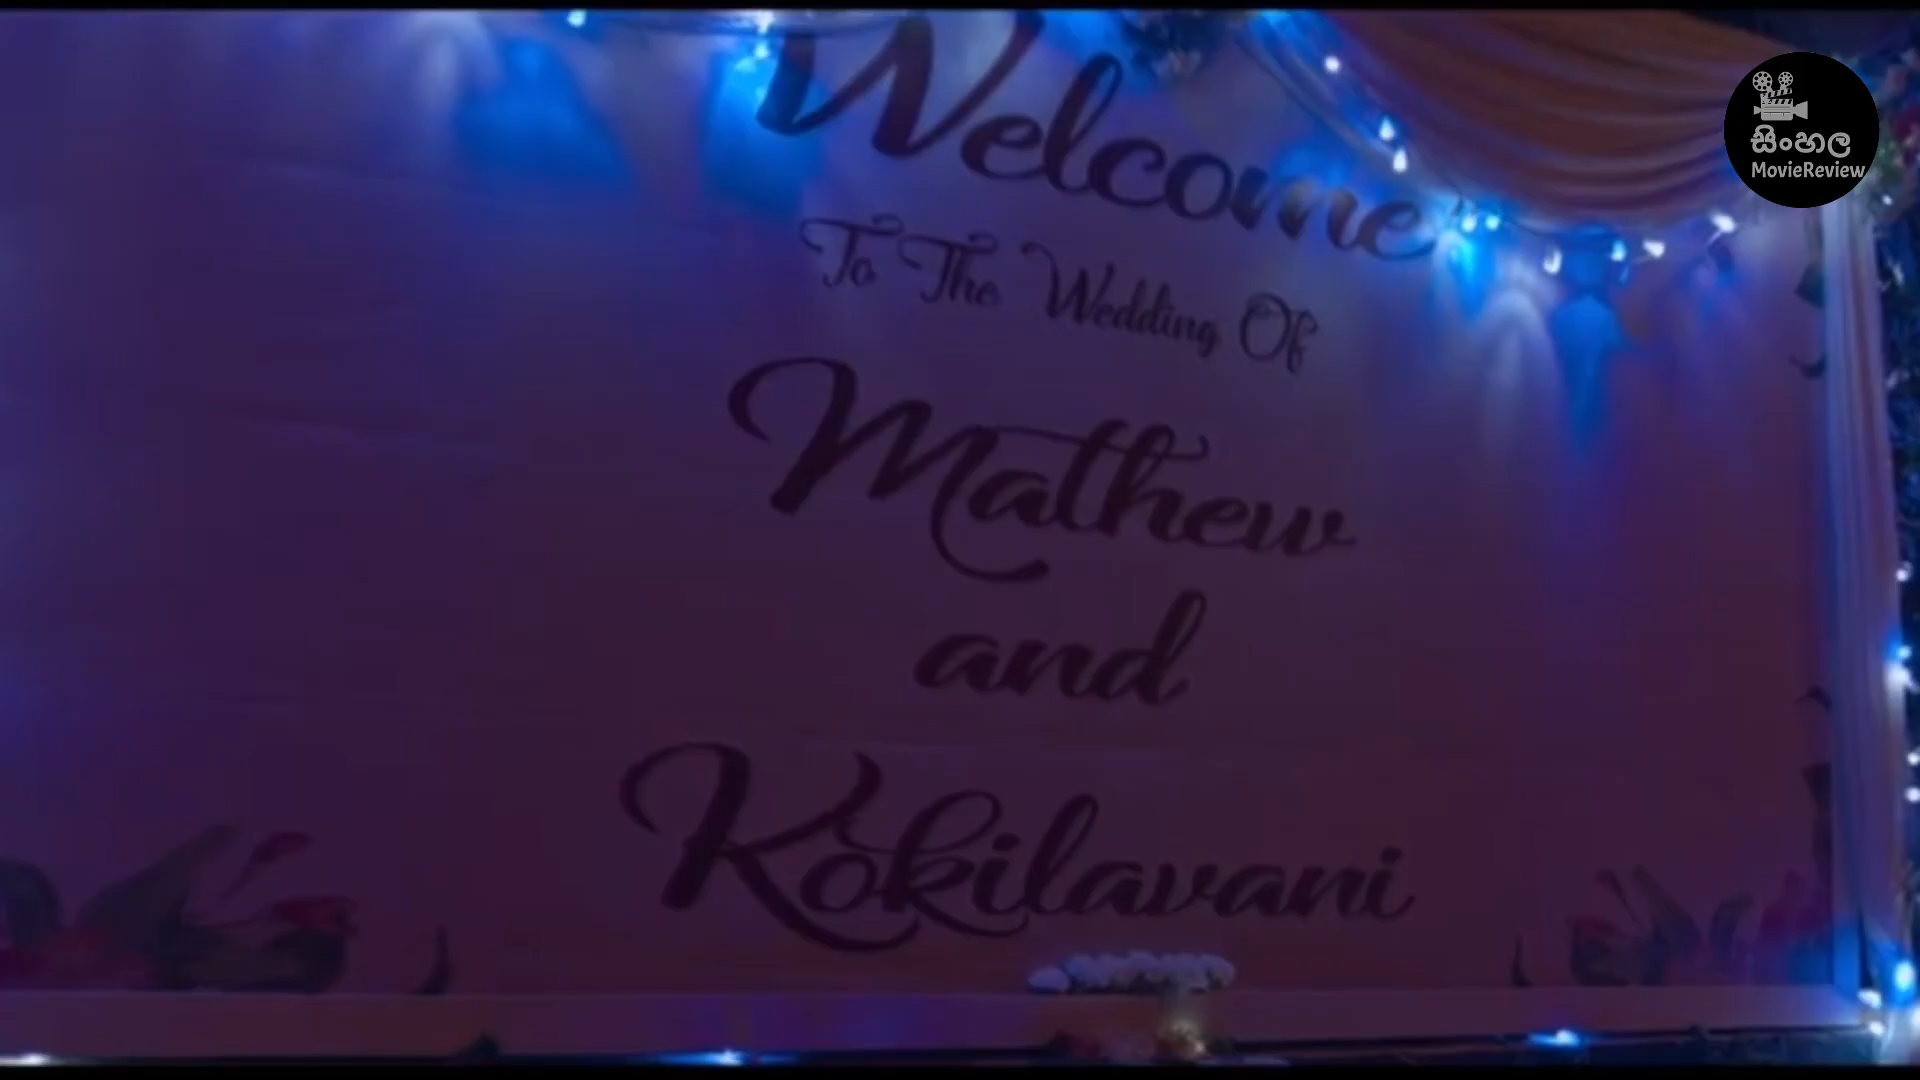 Welcome
To The Wedding Of
Mathew
and
Kokilavani
සිංහල
MovieReview